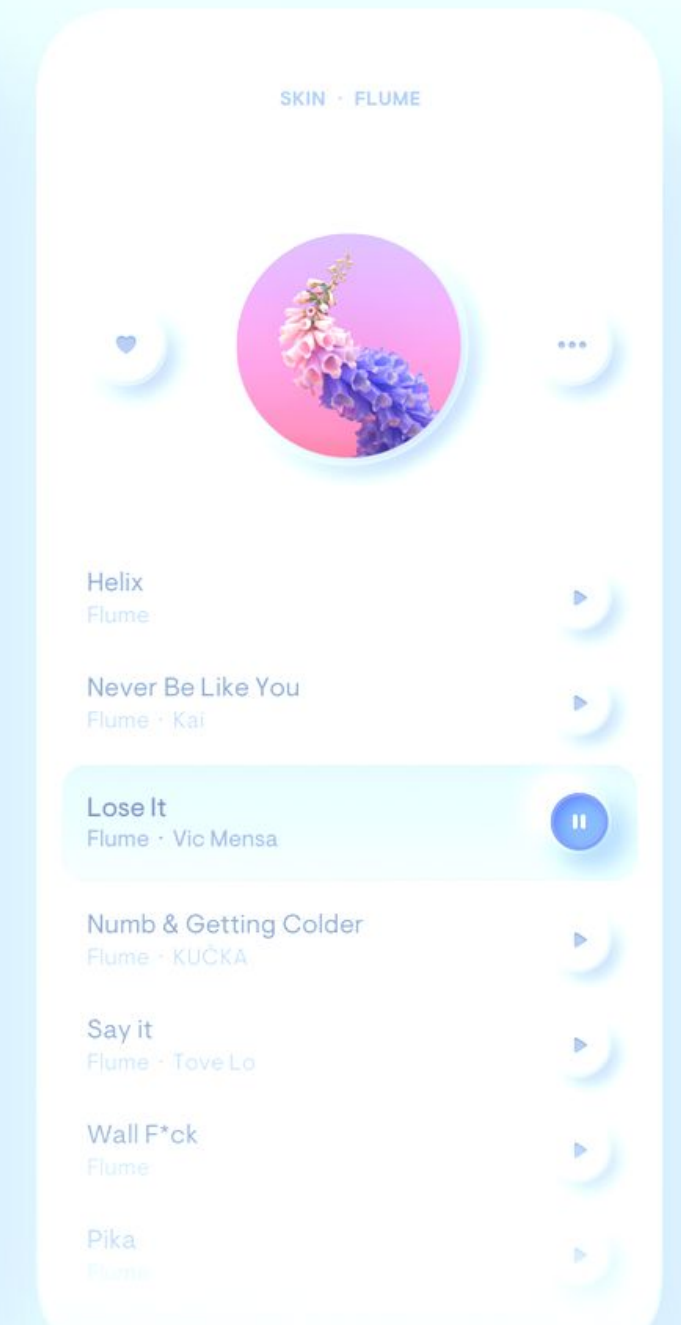 SKIN · FLUME
Helix
Flume
Never Be Like You
Flume · Kai
Lose It
Flume · Vic Mensa
Numb & Getting Colder
Flume · KUČKA
Say it
Flume · Tove Lo
Wall F*ck
Flume
Pika
Flume